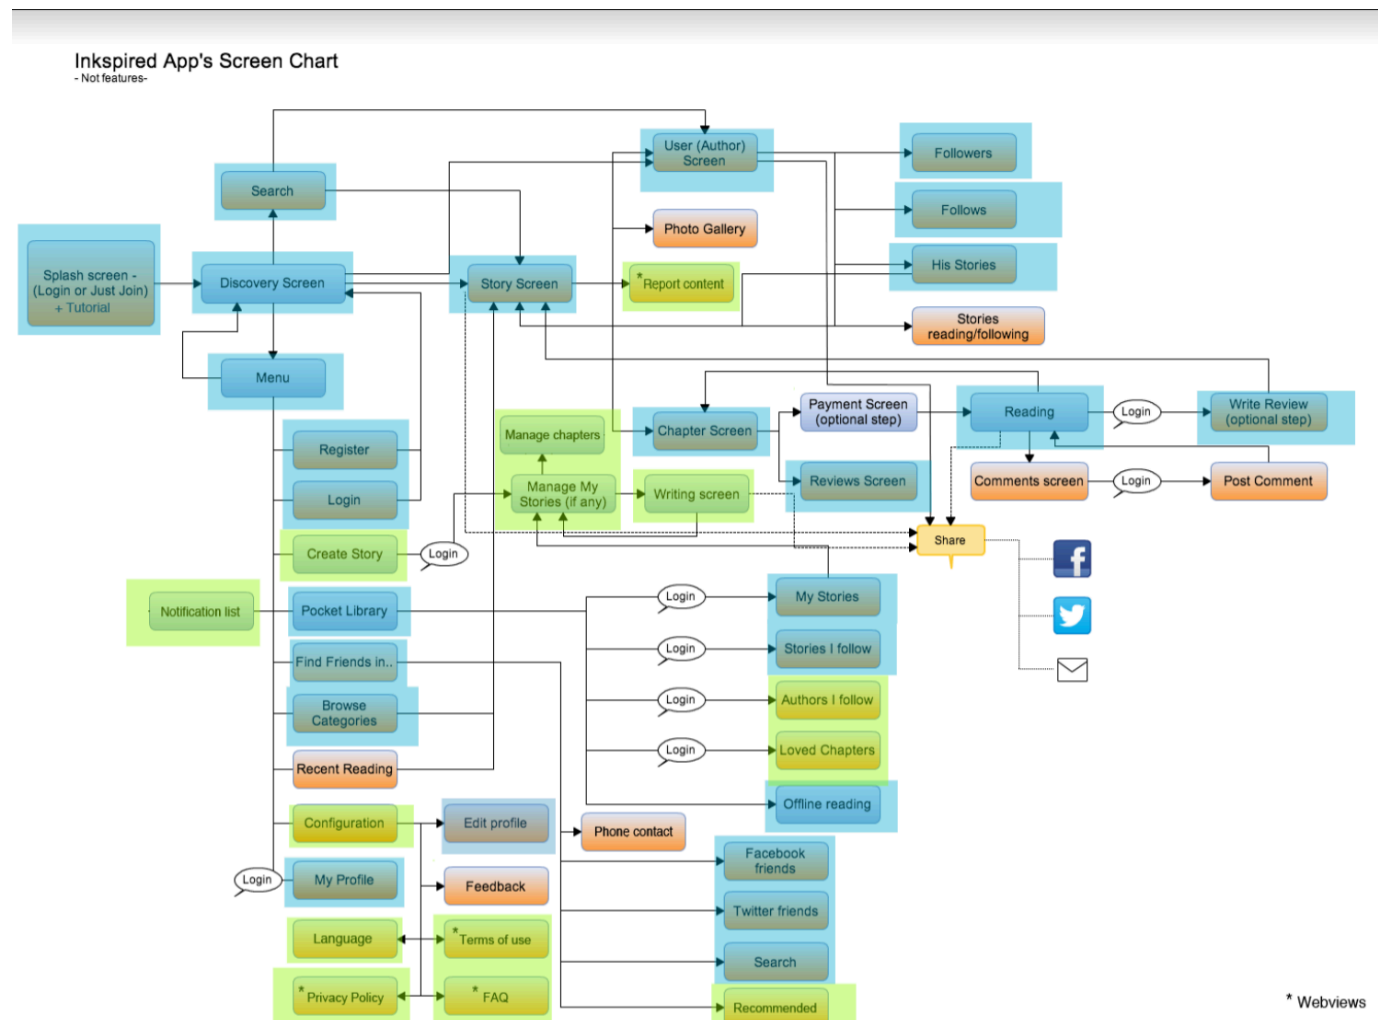 Inkspired App's Screen Chart
- Not features-
User (Author)
Screen
Followers
Search
Follows
Photo Gallery
Splash screen -
(Login or Just Join)
+ Tutorial
Discovery Screen
Story Screen
* Report content
His Stories
Stories
reading/following
Menu
Payment Screen
(optional step)
Reading
Login
Write Review
(optional step)
Chapter Screen
Manage chapters
Register
Reviews Screen
Comments screen
Login
Post Comment
Login
Manage My
Stories (if any)
Writing screen
Create Story
Login
Share
f
Notification list
Pocket Library
Login
My Stories
Find Friends in..
Login
Stories I follow
Browse
Categories
Login
Authors I follow
Recent Reading
Login
Loved Chapters
Offline reading
Configuration
Edit profile
Phone contact
Facebook
friends
Login
My Profile
Feedback
Twitter friends
Language
* Terms of use
Search
* Privacy Policy
* FAQ
Recommended
* Webviews